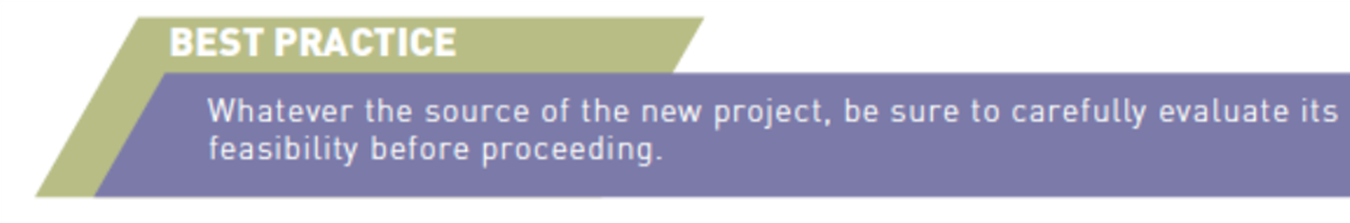 BEST PRACTICE
Whatever the source of the new project, be sure to carefully evaluate its
feasibility before proceeding.